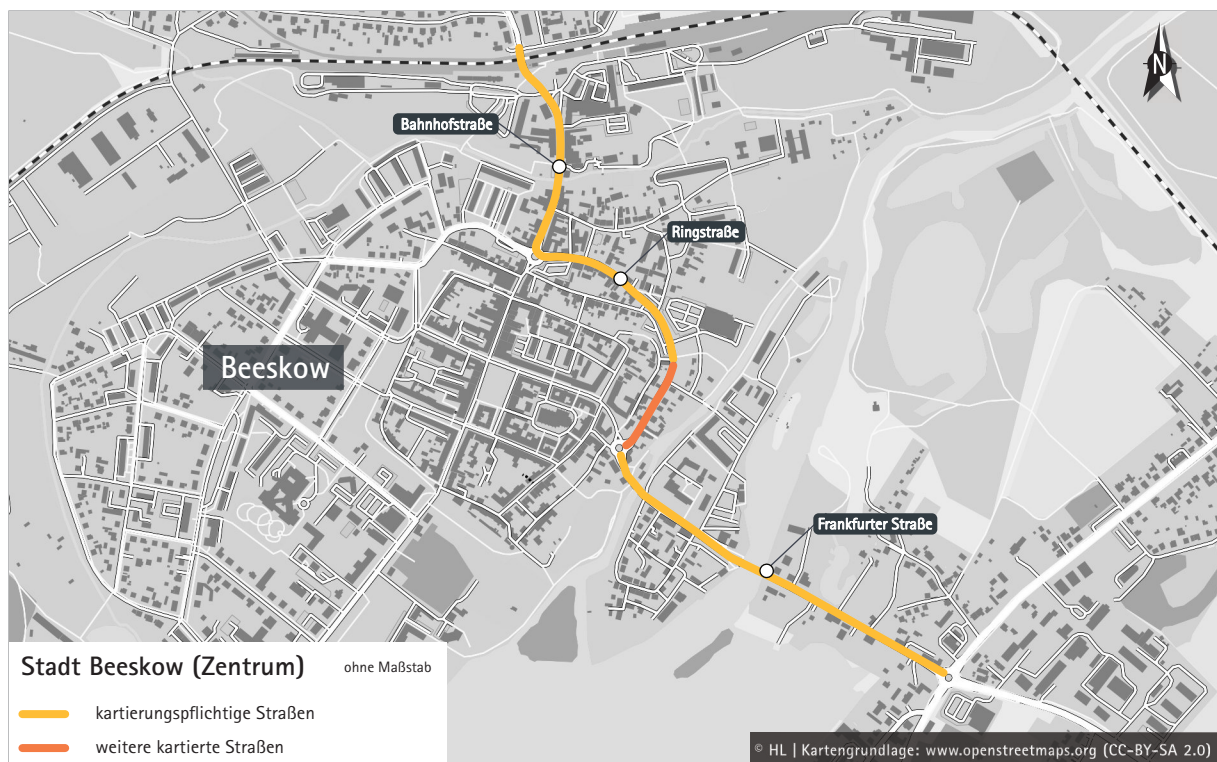 N
Bahnhofstraße
Ringstraße
Beeskow
Frankfurter Straße
Stadt Beeskow (Zentrum) ohne Maßstab
kartierungspflichtige Straßen
weitere kartierte Straßen
© HL | Kartengrundlage: www.openstreetmaps.org (CC-BY-SA 2.0)